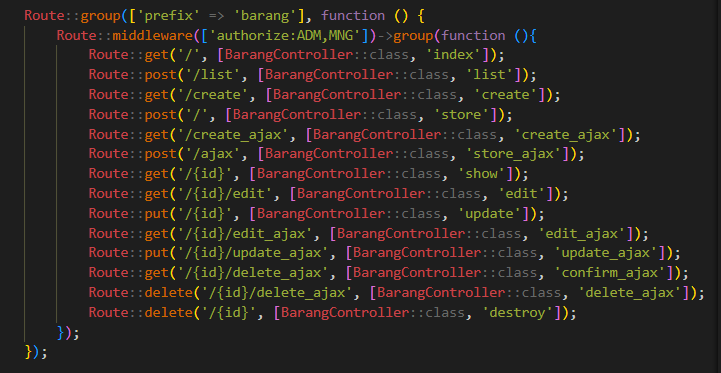 Route::group(['prefix' => 'barang'], function () {
    Route::middleware(['authorize:ADM,MNG'])->group(function (){
        Route::get('/', [BarangController::class, 'index']);
        Route::post('/list', [BarangController::class, 'list']);
        Route::get('/create', [BarangController::class, 'create']);
        Route::post('/', [BarangController::class, 'store']);
        Route::get('/create_ajax', [BarangController::class, 'create_ajax']);
        Route::post('/ajax', [BarangController::class, 'store_ajax']);
        Route::get('/{id}', [BarangController::class, 'show']);
        Route::get('/{id}/edit', [BarangController::class, 'edit']);
        Route::put('/{id}', [BarangController::class, 'update']);
        Route::get('/{id}/edit_ajax', [BarangController::class, 'edit_ajax']);
        Route::put('/{id}/update_ajax', [BarangController::class, 'update_ajax']);
        Route::get('/{id}/delete_ajax', [BarangController::class, 'confirm_ajax']);
        Route::delete('/{id}/delete_ajax', [BarangController::class, 'delete_ajax']);
        Route::delete('/{id}', [BarangController::class, 'destroy']);
    });
});